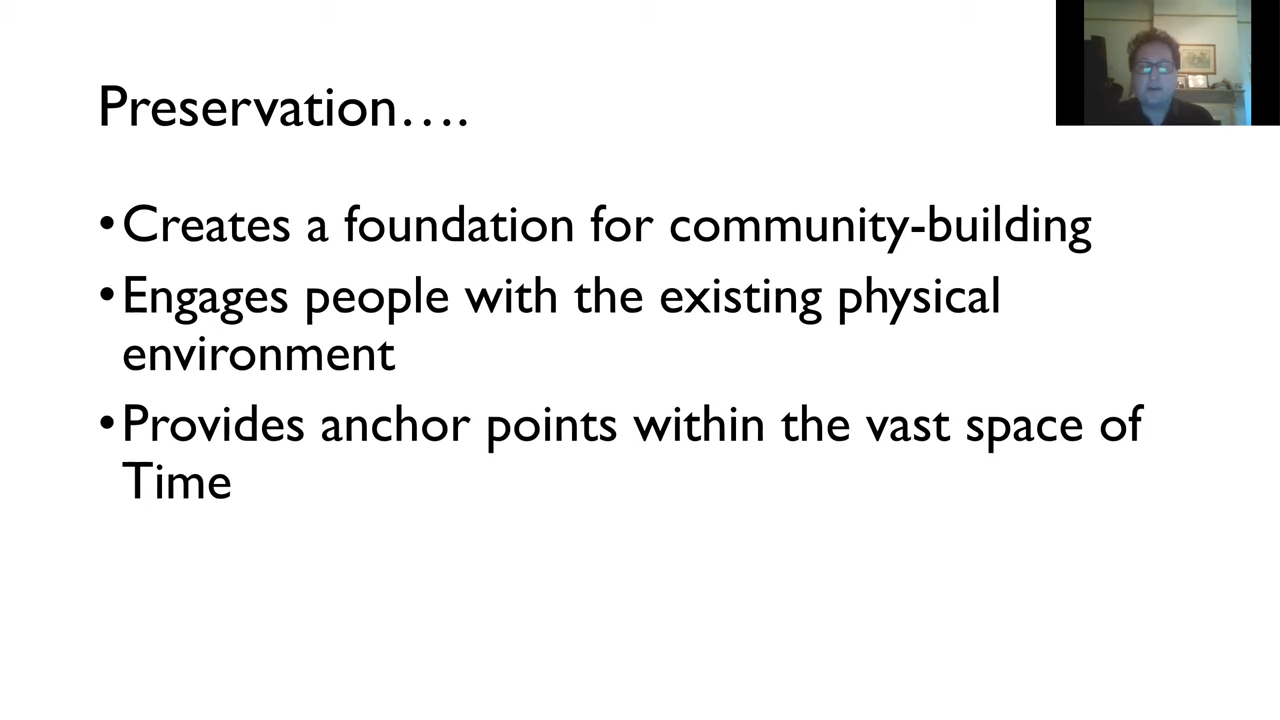 Preservation….
•Creates a foundation for community-building
•Engages people with the existing physical
environment
•Provides anchor points within the vast space of
Time